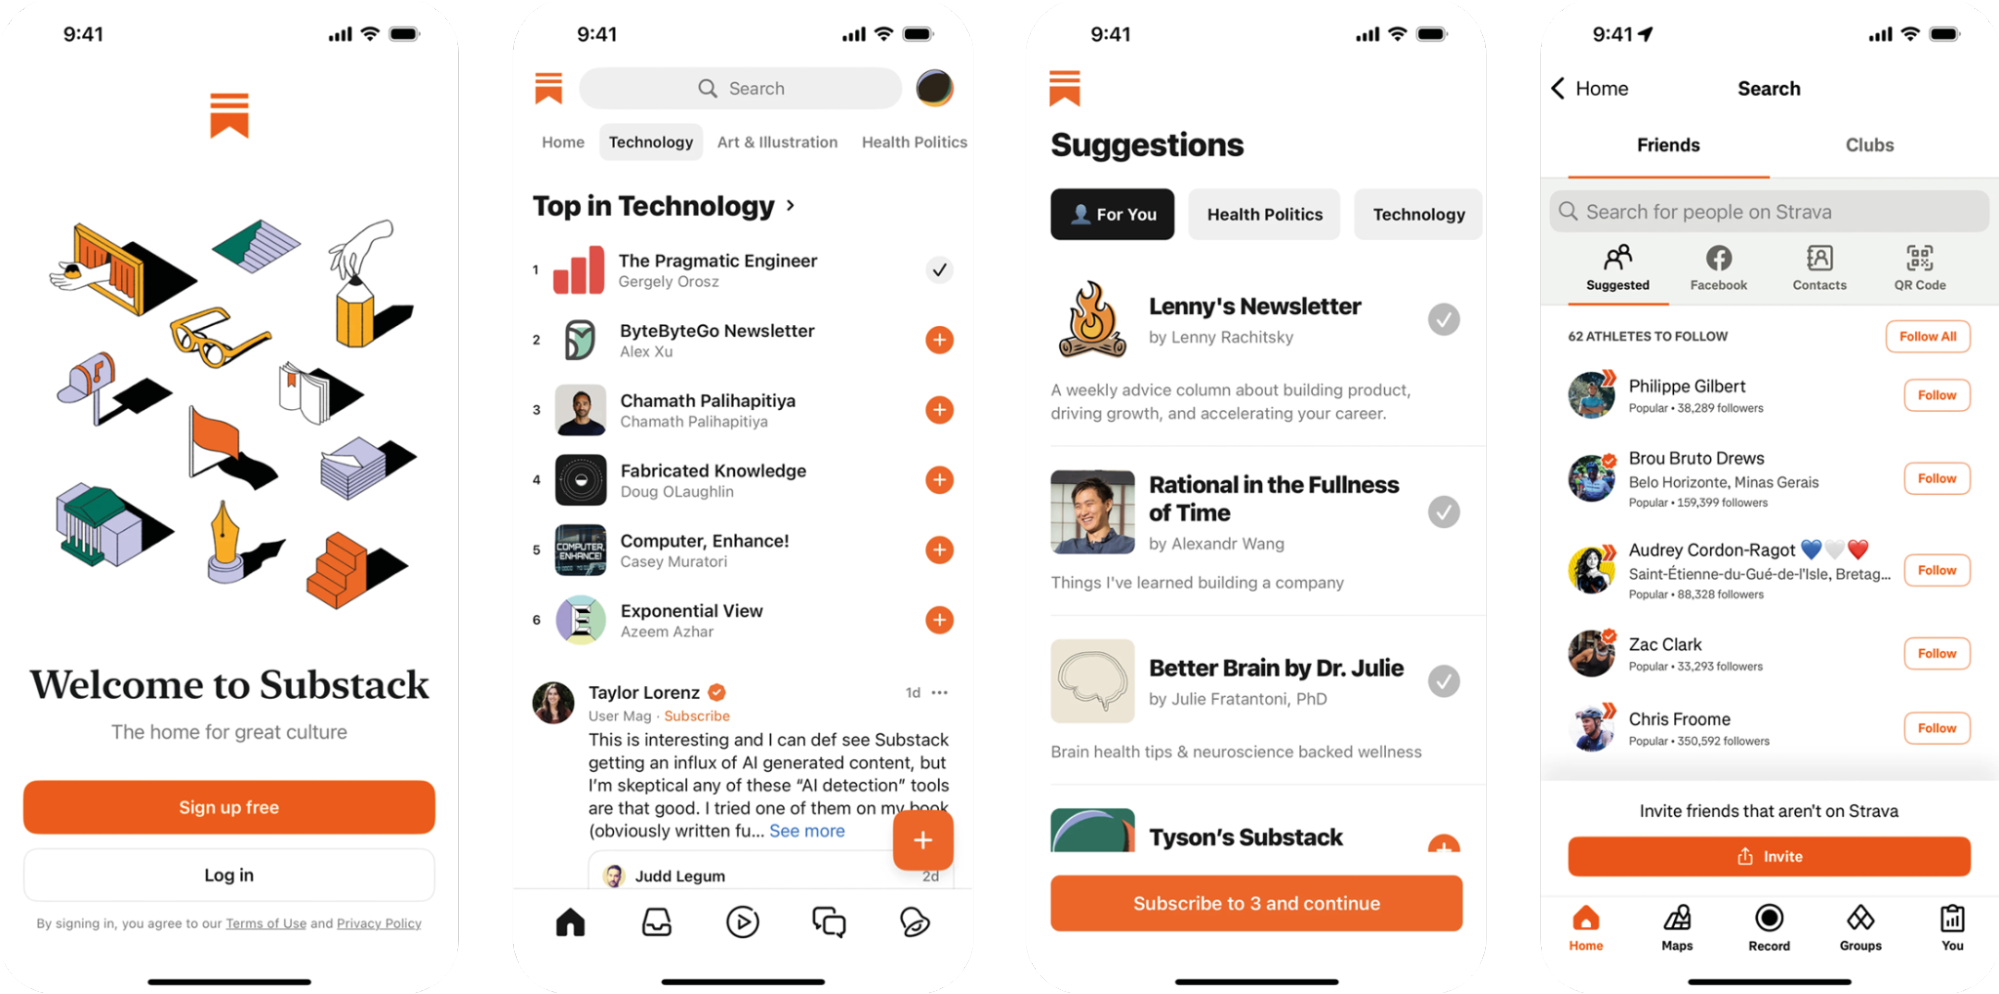 9:41
Welcome to Substack
The home for great culture
Sign up free
Log in
By signing in, you agree to our Terms of Use and Privacy Policy
9:41
Search
Home Technology Art & Illustration Health Politics
Top in Technology
1 The Pragmatic Engineer
Gergely Orosz
2 ByteByteGo Newsletter
Alex Xu
3 Chamath Palihapitiya
Chamath Palihapitiya
4 Fabricated Knowledge
Doug OLaughlin
COMPUTER,
ENHANCE!
5 Computer, Enhance!
Casey Muratori
E
6 Exponential View
Azeem Azhar
Taylor Lorenz 1d
User Mag · Subscribe
This is interesting and I can def see Substack
getting an influx of AI generated content, but
I'm skeptical any of these “AI detection” tools
are that good. I tried one of them on my book
(obviously written fu... See more
Judd Legum 2d
9:41
Suggestions
For You Health Politics Technology
Lenny's Newsletter
by Lenny Rachitsky
A weekly advice column about building product,
driving growth, and accelerating your career.
Rational in the Fullness
of Time
by Alexandr Wang
Things I've learned building a company
Better Brain by Dr. Julie
by Julie Fratantoni, PhD
Brain health tips & neuroscience backed wellness
Tyson’s Substack
Subscribe to 3 and continue
9:41
Home Search
Friends Clubs
Search for people on Strava
Suggested Facebook Contacts QR Code
62 ATHLETES TO FOLLOW Follow All
Philippe Gilbert
Popular • 38,289 followers
Follow
Brou Bruto Drews
Belo Horizonte, Minas Gerais
Popular • 159,399 followers
Follow
Audrey Cordon-Ragot 💙🤍❤️
Saint-Étienne-du-Gué-de-l'Isle, Bretag...
Popular • 88,328 followers
Follow
Zac Clark
Popular • 33,293 followers
Follow
Chris Froome
Popular • 350,592 followers
Follow
Invite friends that aren't on Strava
Invite
Home Maps Record Groups You